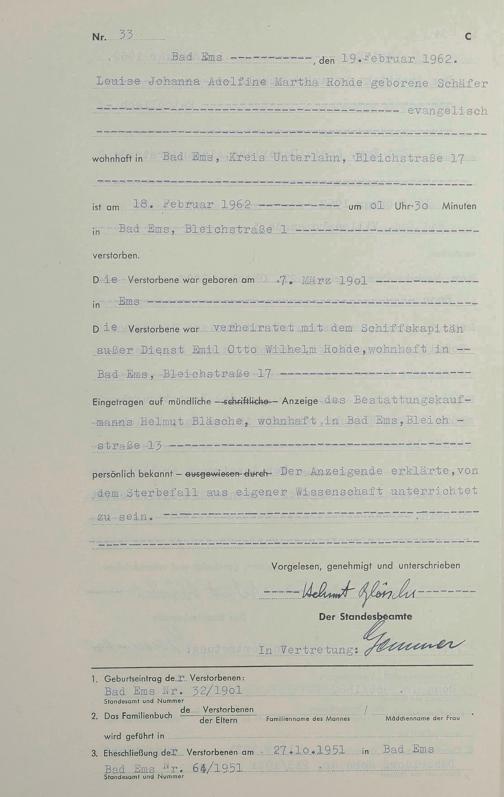 Nr. 33 C
Bad Ems -----------, den 19.Februar 1962.
Louise Johanna Adelfine Martha Rohde geborene Schäfer
---------------------------------------- evangelisch
----------------------------------------------------
wohnhaft in Bad Ems, Kreis Unterlahn, Bleichstraße 17
----------------------------------------------------
ist am 18. Februar 1962 ----------- um o1 Uhr 3o Minuten
in Bad Ems, Bleichstraße 1 -------------------------
verstorben.
Die Verstorbene war geboren am 7. März 19o1 --------------
in Ems ---------------------------------------------
Die Verstorbene war verheiratet mit dem Schiffskapitän
außer Dienst Emil Otto Wilhelm Rohde,wohnhaft in --
Bad Ems, Bleichstraße 17 ---------------------------
Eingetragen auf mündliche – schriftliche – Anzeige des Bestattungskauf-
manns Helmut Bläsche, wohnhaft in Bad Ems,Bleich -
straße 13 ------------------------------------------
persönlich bekannt – ausgewiesen durch – Der Anzeigende erklärte,von
dem Sterbefall aus eigener Wissenschaft unterrichtet
zu sein. -------------------------------------------
----------------------------------------------------
Vorgelesen, genehmigt und unterschrieben
----- Helmut Bläsche --------
Der Standesbeamte
In Vertretung:
1. Geburtseintrag der Verstorbenen:
Bad Ems Nr. 32/19o1
Standesamt und Nummer
2. Das Familienbuch de Verstorbenen / der Eltern
Familienname des Mannes / Mädchenname der Frau
wird geführt in
3. Eheschließung der Verstorbenen am 27.1o.1951 in Bad Ems
Bad Ems Nr. 64/1951
Standesamt und Nummer